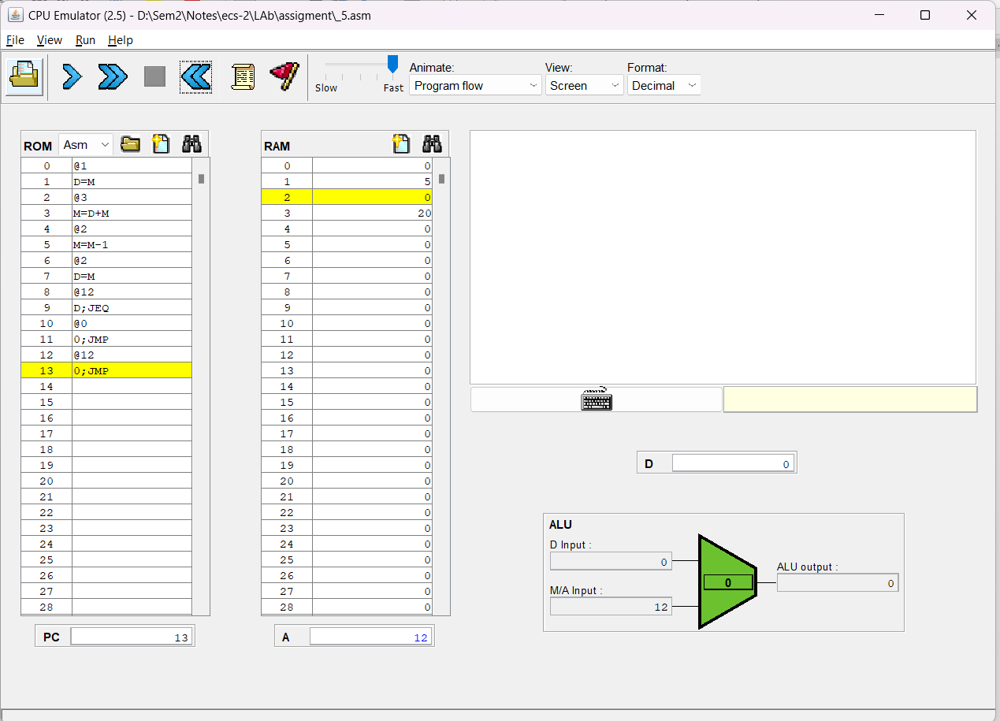 CPU Emulator (2.5) - D:\Sem2\Notes\ecs-2\LAb\assigment\_5.asm
File View Run Help
Animate: View: Format:
Slow Fast Program flow Screen Decimal
ROM Asm
0 @1
1 D=M
2 @3
3 M=D+M
4 @2
5 M=M-1
6 @2
7 D=M
8 @12
9 D;JEQ
10 @0
11 0;JMP
12 @12
13 0;JMP
14
15
16
17
18
19
20
21
22
23
24
25
26
27
28
PC 13
RAM
0 0
1 5
2 0
3 20
4 0
5 0
6 0
7 0
8 0
9 0
10 0
11 0
12 0
13 0
14 0
15 0
16 0
17 0
18 0
19 0
20 0
21 0
22 0
23 0
24 0
25 0
26 0
27 0
28 0
A 12
D 0
ALU
D Input :
0
M/A Input :
12
0
ALU output :
0